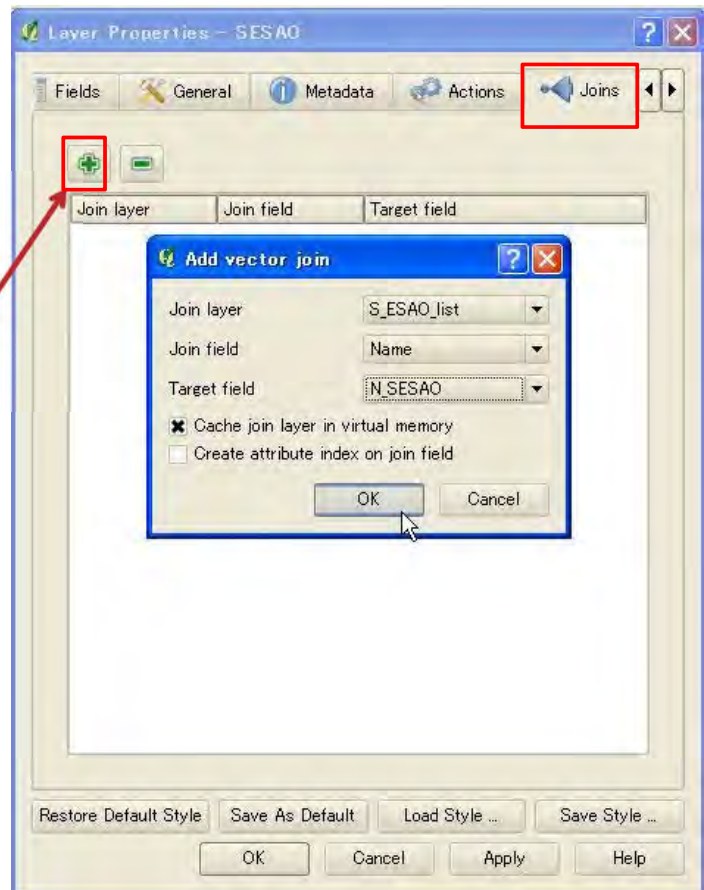 Layer Properties - SESAO
Fields General Metadata Actions Joins
Join layer Join field Target field
Add vector join
Join layer S_ESAO_list
Join field Name
Target field N_SESAO
Cache join layer in virtual memory
Create attribute index on join field
OK Cancel
Restore Default Style Save As Default Load Style ... Save Style ...
OK Cancel Apply Help